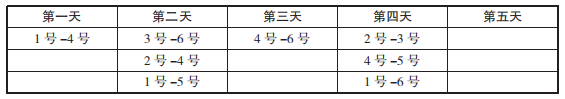 第一天 第二天 第三天 第四天 第五天
1号–4号 3号–6号 4号–6号 2号–3号
2号–4号 4号–5号
1号–5号 1号–6号